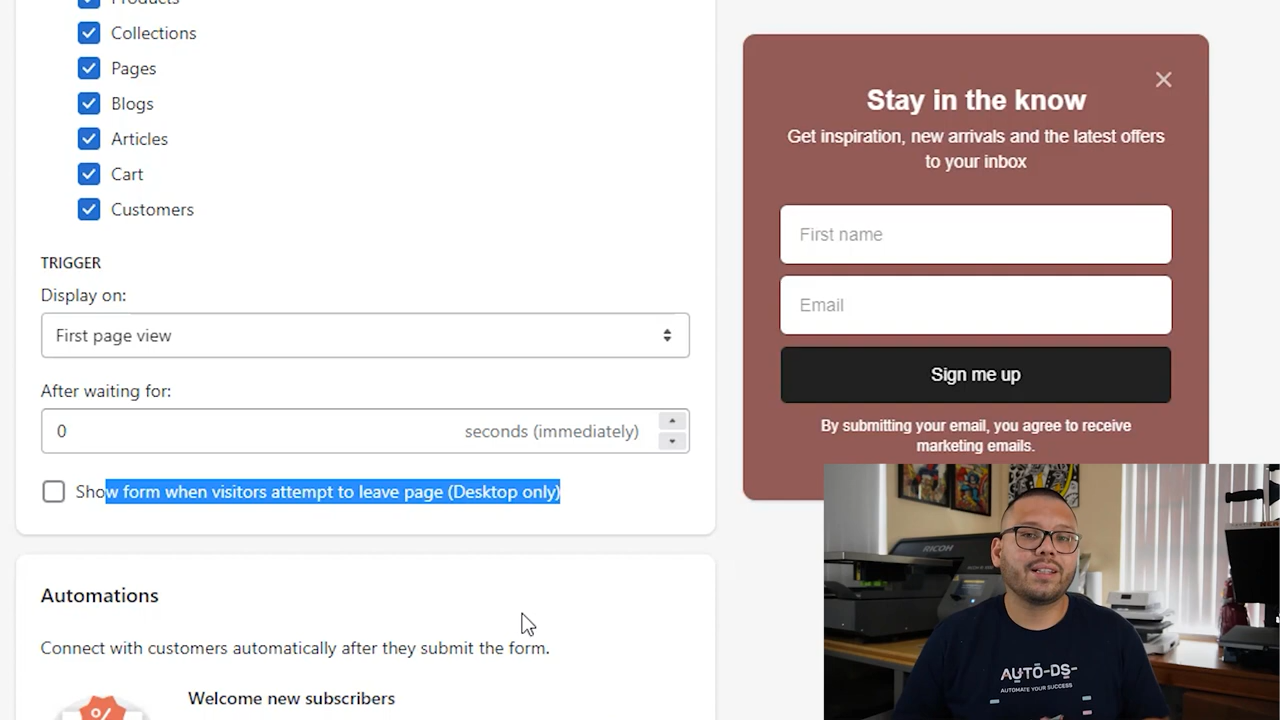 Products
Collections
Pages
Blogs
Articles
Cart
Customers
TRIGGER
Display on:
First page view
After waiting for:
0 seconds (immediately)
Show form when visitors attempt to leave page (Desktop only)
Automations
Connect with customers automatically after they submit the form.
%
Welcome new subscribers
Stay in the know
Get inspiration, new arrivals and the latest offers
to your inbox
First name
Email
Sign me up
By submitting your email, you agree to receive
marketing emails.
RICOH
AUTO-DS
AUTOMATE YOUR SUCCESS